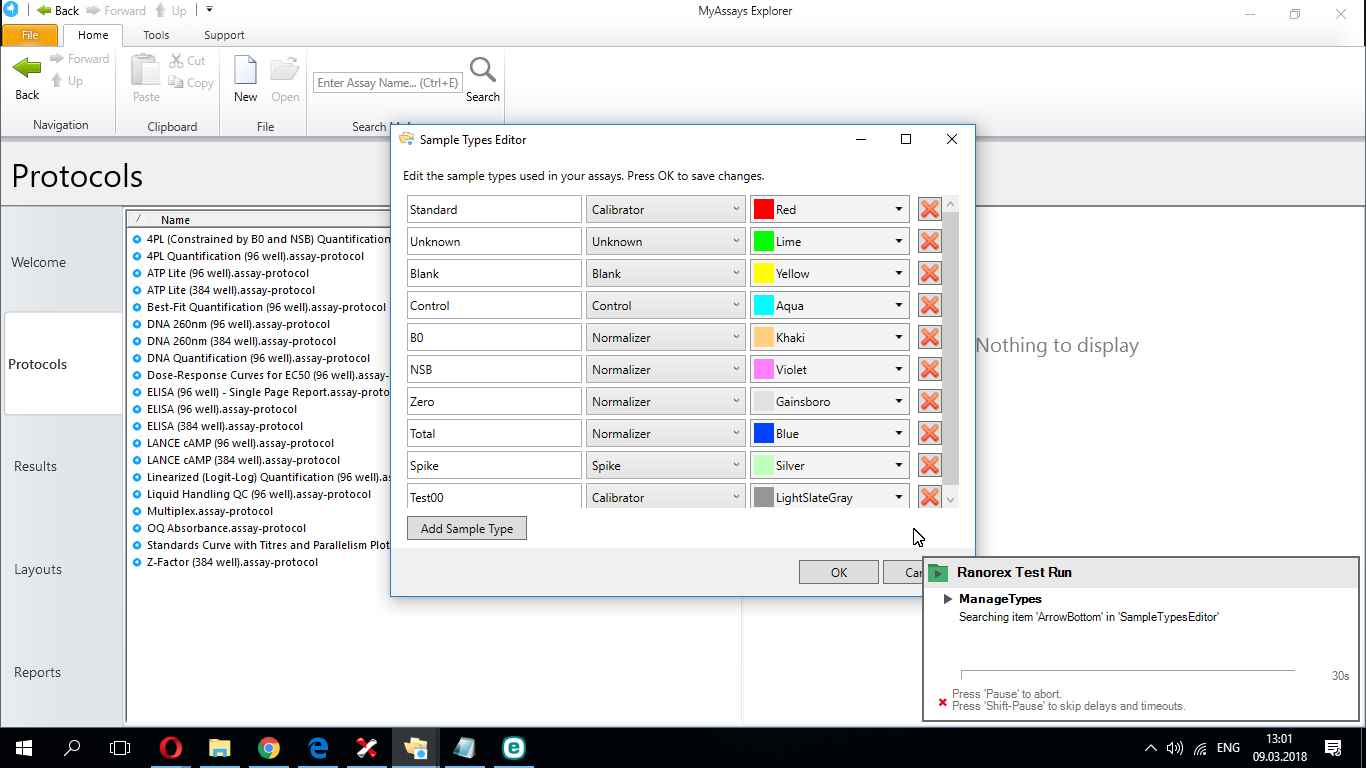 Back Forward Up
MyAssays Explorer
File Home Tools Support
Forward
Up
Back
Cut
Copy
Paste
New
Open
Enter Assay Name... (Ctrl+E)
Search
Navigation
Clipboard
File
Search
Protocols
Welcome
Protocols
Results
Layouts
Reports
Name
4PL (Constrained by B0 and NSB) Quantification
4PL Quantification (96 well).assay-protocol
ATP Lite (96 well).assay-protocol
ATP Lite (384 well).assay-protocol
Best-Fit Quantification (96 well).assay-protocol
DNA 260nm (96 well).assay-protocol
DNA 260nm (384 well).assay-protocol
DNA Quantification (96 well).assay-protocol
Dose-Response Curves for EC50 (96 well).assay-
ELISA (96 well) - Single Page Report.assay-proto
ELISA (96 well).assay-protocol
ELISA (384 well).assay-protocol
LANCE cAMP (96 well).assay-protocol
LANCE cAMP (384 well).assay-protocol
Linearized (Logit-Log) Quantification (96 well).as
Liquid Handling QC (96 well).assay-protocol
Multiplex.assay-protocol
OQ Absorbance.assay-protocol
Standards Curve with Titres and Parallelism Plot
Z-Factor (384 well).assay-protocol
Sample Types Editor
Edit the sample types used in your assays. Press OK to save changes.
Standard Calibrator Red
Unknown Unknown Lime
Blank Blank Yellow
Control Control Aqua
B0 Normalizer Khaki
NSB Normalizer Violet
Zero Normalizer Gainsboro
Total Normalizer Blue
Spike Spike Silver
Test00 Calibrator LightSlateGray
Add Sample Type
OK
Can
Nothing to display
Ranorex Test Run
ManageTypes
Searching item 'ArrowBottom' in 'SampleTypesEditor'
30s
Press 'Pause' to abort.
Press 'Shift-Pause' to skip delays and timeouts.
ENG
13:01
09.03.2018